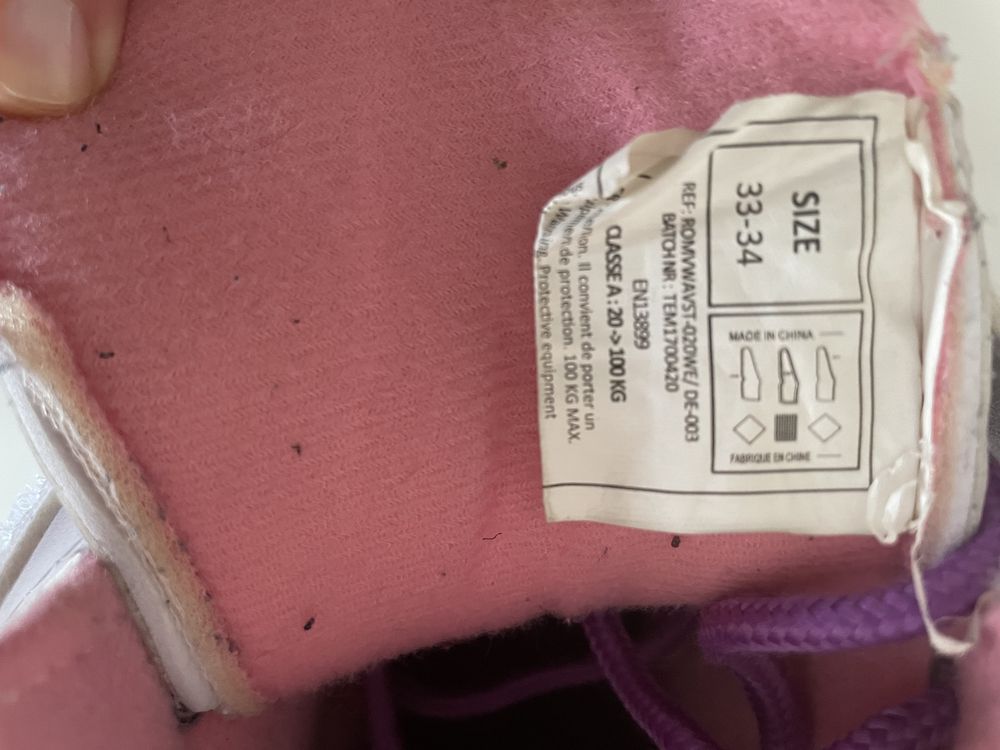 SIZE
33-34
MADE IN CHINA
FABRIQUE EN CHINE
REF: ROMVWAVST-020WE/ DE-003
BATCH NR : TEM1700420
EN13899
CLASSE A : 20 -> 100 KG
Il convient de porter un
de protection. 100 KG MAX.
Protective equipment